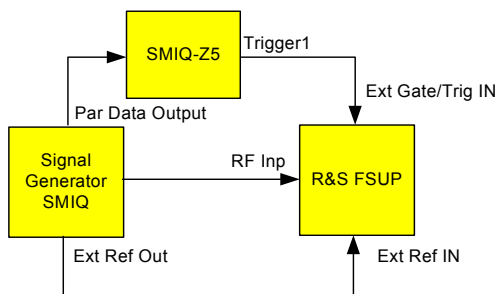 SMIQ-Z5
Trigger1
Ext Gate/Trig IN
Par Data Output
Signal
Generator
SMIQ
RF Inp
R&S FSUP
Ext Ref Out
Ext Ref IN